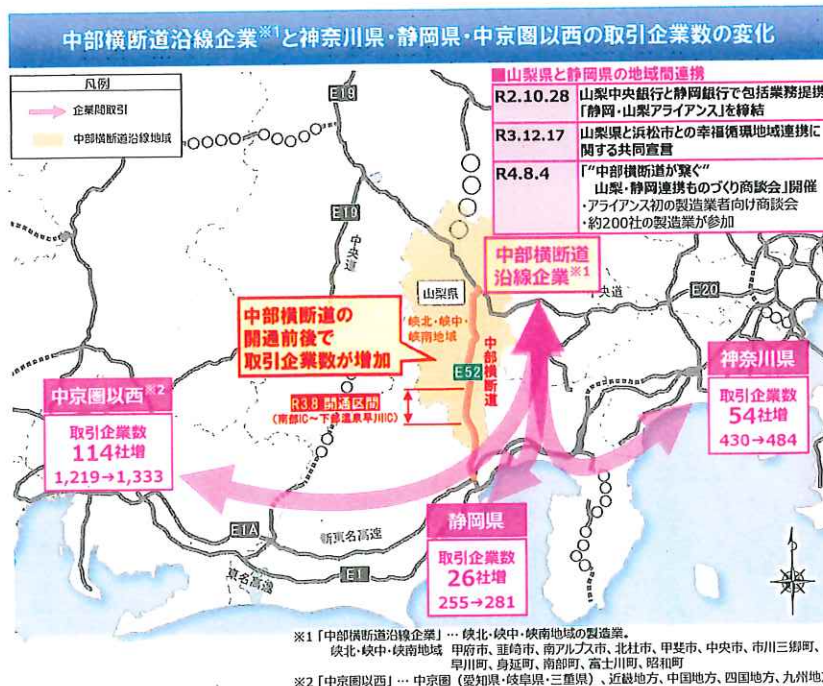 中部横断道沿線企業※1と神奈川県・静岡県・中京圏以西の取引企業数の変化
凡例
企業間取引
中部横断道沿線地域
■山梨県と静岡県の地域間連携
R2.10.28 山梨中央銀行と静岡銀行で包括業務提携
「静岡・山梨アライアンス」を締結
R3.12.17 山梨県と浜松市との幸福循環地域連携に
関する共同宣言
R4.8.4 「"中部横断道が繋ぐ"
山梨・静岡連携ものづくり商談会」開催
・アライアンス初の製造業者向け商談会
・約200社の製造業が参加
E19
E19
中央道
中部横断道
沿線企業※1
山梨県
中央道
E20
中部横断道の
開通前後で
取引企業数が増加
峡北・峡中・
峡南地域
中部横断道
E52
R3.8 開通区間
(南部IC～下部温泉早川IC)
中京圏以西※2
取引企業数
114社増
1,219→1,333
神奈川県
取引企業数
54社増
430→484
静岡県
取引企業数
26社増
255→281
E1A
新東名高速
E1
東名高速
※1「中部横断道沿線企業」… 峡北・峡中・峡南地域の製造業。
峡北・峡中・峡南地域 甲府市、韮崎市、南アルプス市、北杜市、甲斐市、中央市、市川三郷町、
早川町、身延町、南部町、富士川町、昭和町
※2「中京圏以西」… 中京圏（愛知県・岐阜県・三重県）、近畿地方、中国地方、四国地方、九州地方